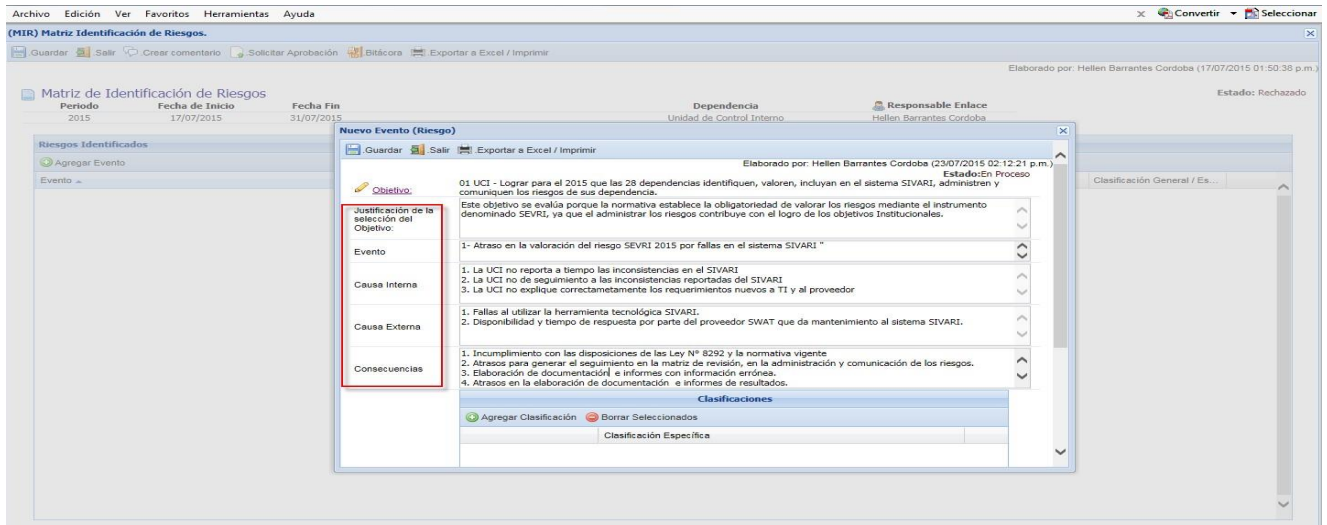 Archivo Edición Ver Favoritos Herramientas Ayuda
x Convertir Seleccionar
(MIR) Matriz Identificación de Riesgos.
Guardar Salir Crear comentario Solicitar Aprobación Bitácora Exportar a Excel / Imprimir
Elaborado por: Hellen Barrantes Cordoba (17/07/2015 01:50:38 p.m.)
Matriz de Identificación de Riesgos
Estado: Rechazado
Periodo Fecha de Inicio Fecha Fin Dependencia Responsable Enlace
2015 17/07/2015 31/07/2015 Unidad de Control Interno Hellen Barrantes Cordoba
Riesgos Identificados
Agregar Evento
Evento
Clasificación General / Es...
Nuevo Evento (Riesgo)
.Guardar .Salir .Exportar a Excel / Imprimir
Elaborado por: Hellen Barrantes Cordoba (23/07/2015 02:12:21 p.m.)
Estado:En Proceso
Objetivo:
01 UCI - Lograr para el 2015 que las 28 dependencias identifiquen, valoren, incluyan en el sistema SIVARI, administren y
comuniquen los riesgos de sus dependencia.
Justificación de la
selección del
Objetivo:
Este objetivo se evalúa porque la normativa establece la obligatoriedad de valorar los riesgos mediante el instrumento
denominado SEVRI, ya que el administrar los riesgos contribuye con el logro de los objetivos Institucionales.
Evento
1- Atraso en la valoración del riesgo SEVRI 2015 por fallas en el sistema SIVARI "
Causa Interna
1. La UCI no reporta a tiempo las inconsistencias en el SIVARI
2. La UCI no de seguimiento a las inconsistencias reportadas del SIVARI
3. La UCI no explique correctametamente los requerimientos nuevos a TI y al proveedor
Causa Externa
1. Fallas al utilizar la herramienta tecnológica SIVARI.
2. Disponibilidad y tiempo de respuesta por parte del proveedor SWAT que da mantenimiento al sistema SIVARI.
Consecuencias
1. Incumplimiento con las disposiciones de las Ley N° 8292 y la normativa vigente
2. Atrasos para generar el seguimiento en la matriz de revisión, en la administración y comunicación de los riesgos.
3. Elaboración de documentación e informes con información errónea.
4. Atrasos en la elaboración de documentación e informes de resultados.
Clasificaciones
Agregar Clasificación Borrar Seleccionados
Clasificación Específica